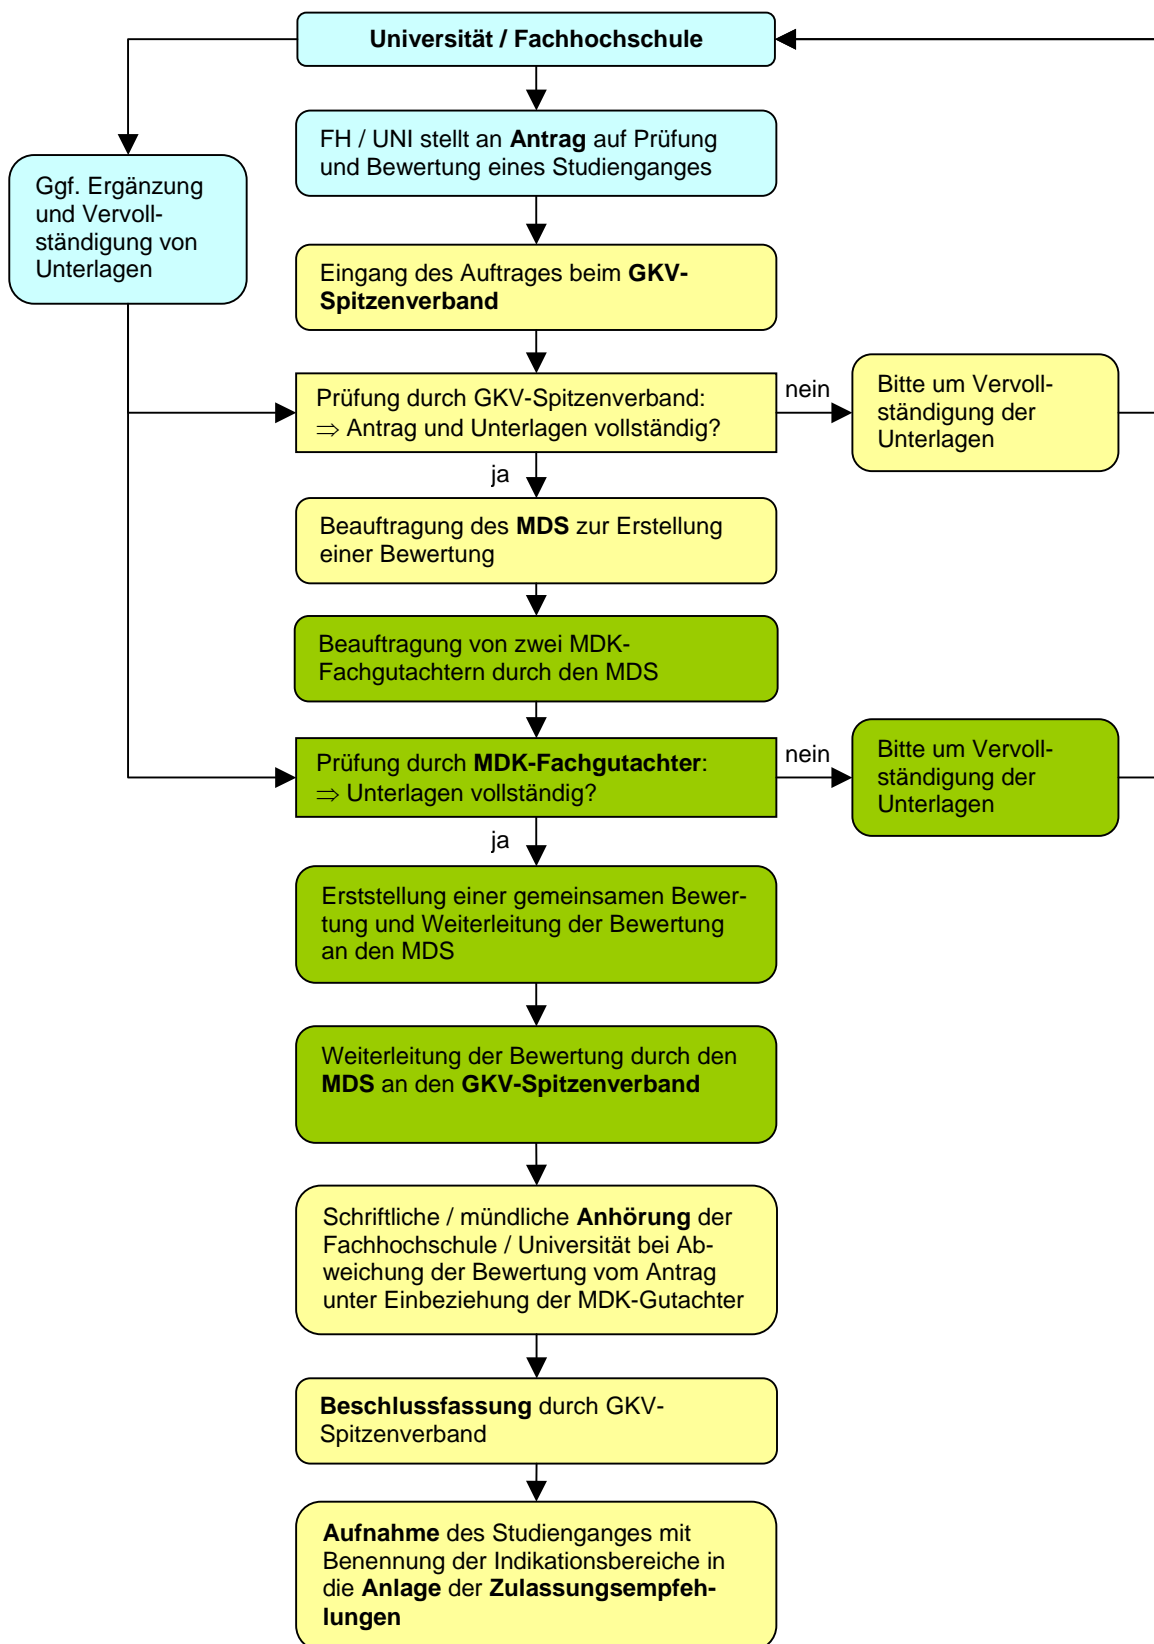 Universität / Fachhochschule
FH / UNI stellt an Antrag auf Prüfung
und Bewertung eines Studienganges
Ggf. Ergänzung
und Vervoll-
ständigung von
Unterlagen
Eingang des Auftrages beim GKV-
Spitzenverband
Prüfung durch GKV-Spitzenverband:
⇒ Antrag und Unterlagen vollständig?
nein
Bitte um Vervoll-
ständigung der
Unterlagen
ja
Beauftragung des MDS zur Erstellung
einer Bewertung
Beauftragung von zwei MDK-
Fachgutachtern durch den MDS
Prüfung durch MDK-Fachgutachter:
⇒ Unterlagen vollständig?
nein
Bitte um Vervoll-
ständigung der
Unterlagen
ja
Erststellung einer gemeinsamen Bewer-
tung und Weiterleitung der Bewertung
an den MDS
Weiterleitung der Bewertung durch den
MDS an den GKV-Spitzenverband
Schriftliche / mündliche Anhörung der
Fachhochschule / Universität bei Ab-
weichung der Bewertung vom Antrag
unter Einbeziehung der MDK-Gutachter
Beschlussfassung durch GKV-
Spitzenverband
Aufnahme des Studienganges mit
Benennung der Indikationsbereiche in
die Anlage der Zulassungsempfeh-
lungen